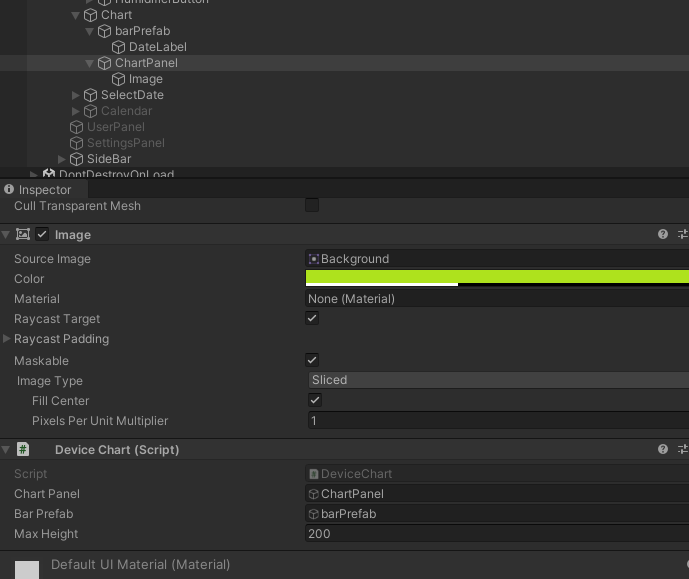 HumidifierButton
Chart
barPrefab
DateLabel
ChartPanel
Image
SelectDate
Calendar
UserPanel
SettingsPanel
SideBar
DontDestroyOnLoad
Inspector
Cull Transparent Mesh
Image
Source Image Background
Color
Material None (Material)
Raycast Target
Raycast Padding
Maskable
Image Type Sliced
Fill Center
Pixels Per Unit Multiplier 1
# Device Chart (Script)
Script DeviceChart
Chart Panel ChartPanel
Bar Prefab barPrefab
Max Height 200
Default UI Material (Material)